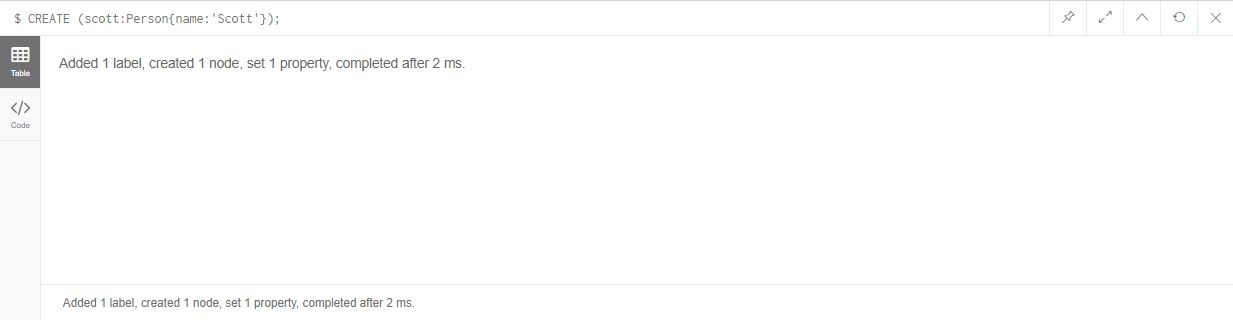 $ CREATE (scott:Person{name:'Scott'});
Table
Added 1 label, created 1 node, set 1 property, completed after 2 ms.
</>
Code
Added 1 label, created 1 node, set 1 property, completed after 2 ms.